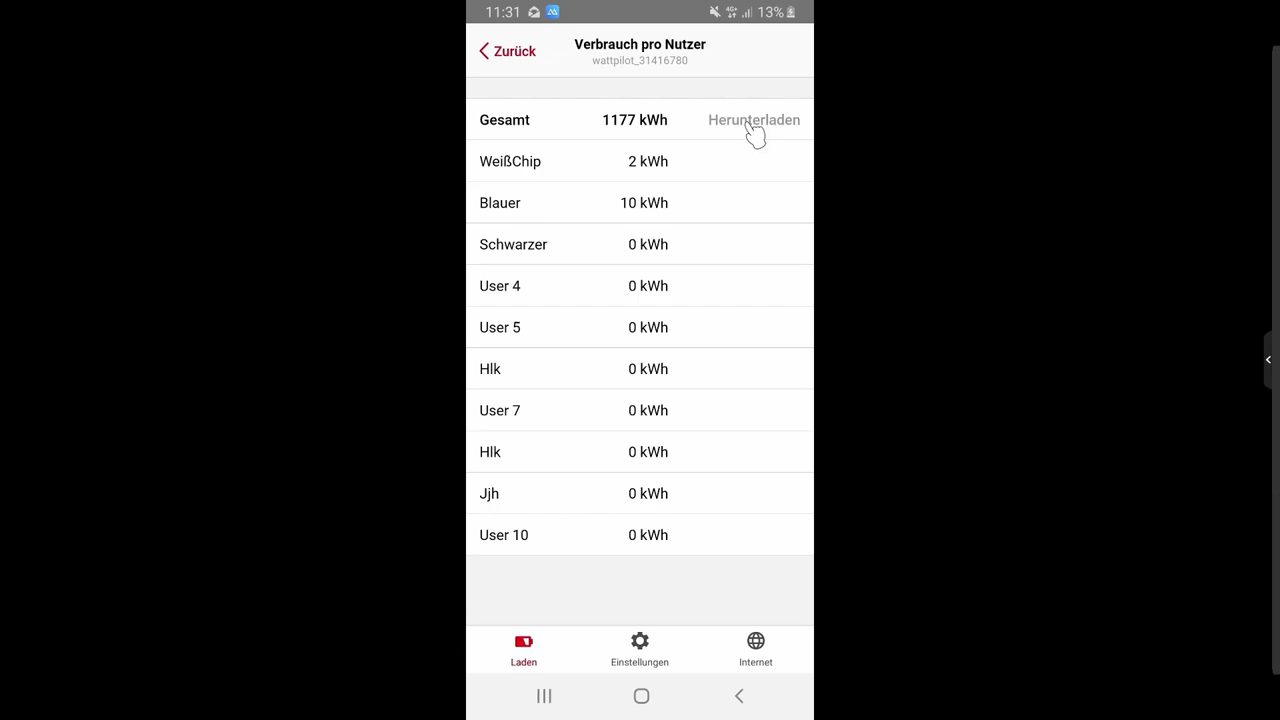 11:31 4G+ 13%
Zurück
Verbrauch pro Nutzer
wattpilot_31416780
Gesamt 1177 kWh Herunterladen
WeißChip 2 kWh
Blauer 10 kWh
Schwarzer 0 kWh
User 4 0 kWh
User 5 0 kWh
Hlk 0 kWh
User 7 0 kWh
Hlk 0 kWh
Jjh 0 kWh
User 10 0 kWh
Laden Einstellungen Internet